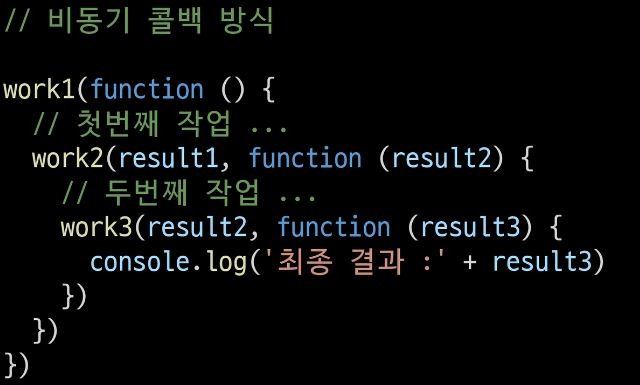 // 비동기 콜백 방식

work1(function () {
  // 첫번째 작업 ...
  work2(result1, function (result2) {
    // 두번째 작업 ...
    work3(result2, function (result3) {
      console.log('최종 결과 :' + result3)
    })
  })
})